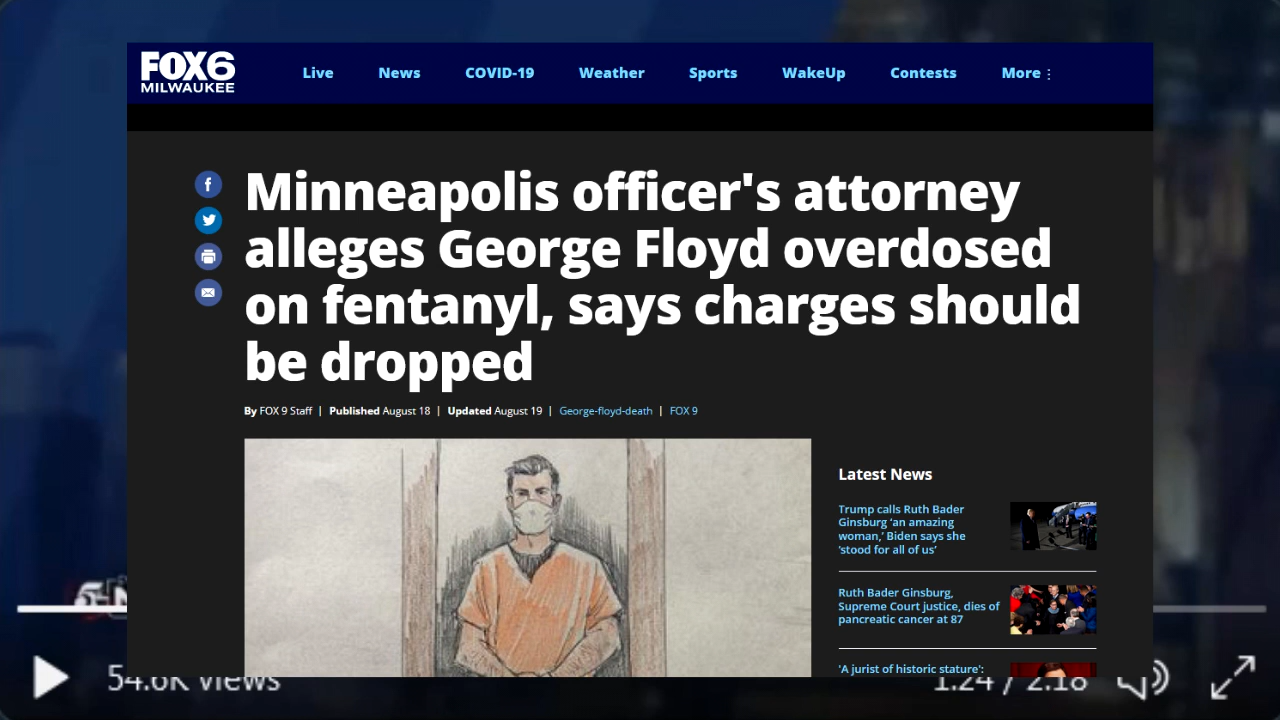 FOX6
MILWAUKEE
Live News COVID-19 Weather Sports WakeUp Contests More
Minneapolis officer's attorney
alleges George Floyd overdosed
on fentanyl, says charges should
be dropped
By FOX 9 Staff | Published August 18 | Updated August 19 | George-floyd-death | FOX 9
Latest News
Trump calls Ruth Bader
Ginsburg 'an amazing
woman,' Biden says she
'stood for all of us'
Ruth Bader Ginsburg,
Supreme Court justice, dies of
pancreatic cancer at 87
'A jurist of historic stature':
54.6K views
1:24 / 2:18